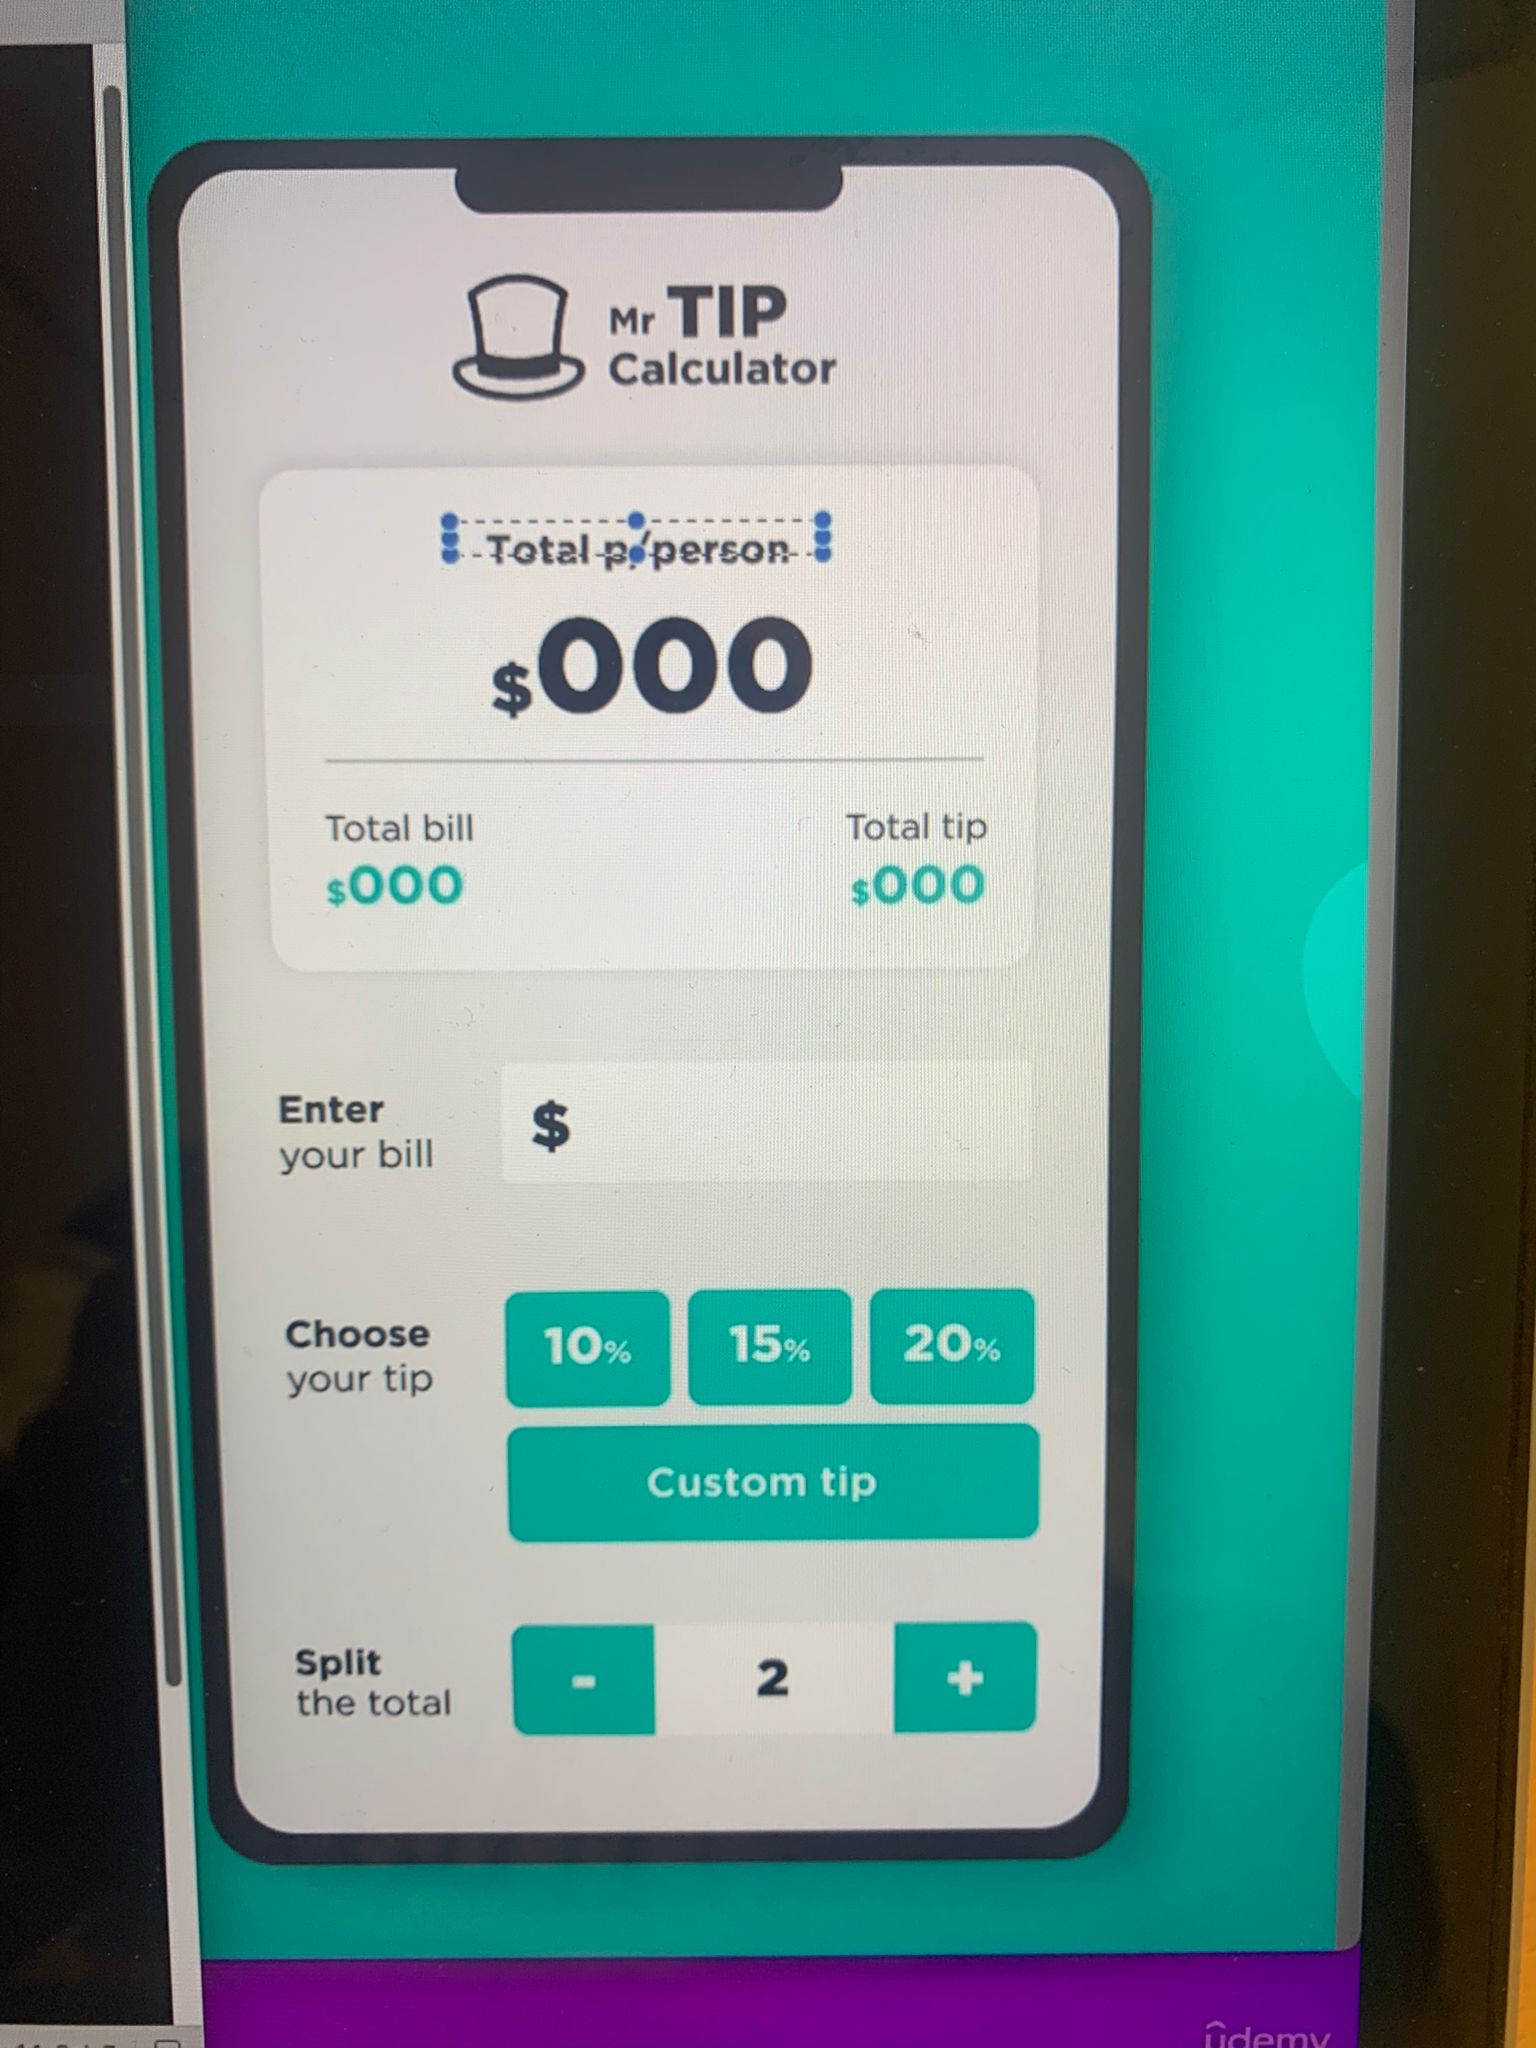 Mr TIP
Calculator
Total p/person
$000
Total bill
Total tip
$000
$000
Enter
your bill
$
Choose
your tip
10%
15%
20%
Custom tip
Split
the total
-
2
+
ûdemy